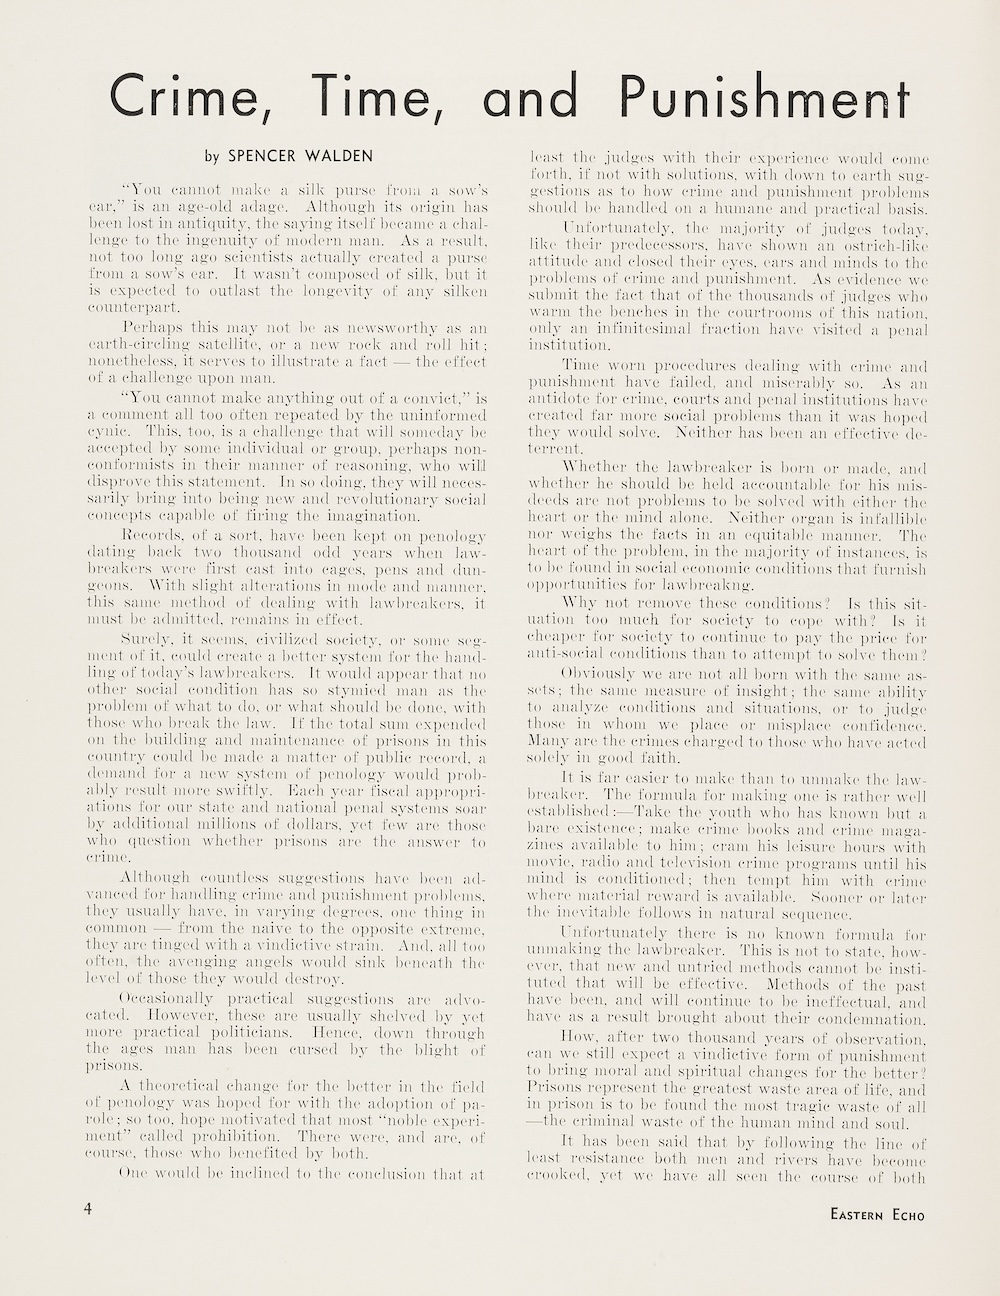 Crime, Time, and Punishment
by SPENCER WALDEN
"You cannot make a silk purse from a sow's
ear," is an age-old adage. Although its origin has
been lost in antiquity, the saying itself became a chal-
lenge to the ingenuity of modern man. As a result,
not too long ago scientists actually created a purse
from a sow's ear. It wasn't composed of silk, but it
is expected to outlast the longevity of any silken
counterpart.
Perhaps this may not be as newsworthy as an
earth-circling satellite, or a new rock and roll hit;
nonetheless, it serves to illustrate a fact — the effect
of a challenge upon man.
"You cannot make anything out of a convict," is
a comment all too often repeated by the uninformed
cynic. This, too, is a challenge that will someday be
accepted by some individual or group, perhaps non-
conformists in their manner of reasoning, who will
disprove this statement. In so doing, they will neces-
sarily bring into being new and revolutionary social
concepts capable of firing the imagination.
Records, of a sort, have been kept on penology
dating back two thousand odd years when law-
breakers were first cast into cages, pens and dun-
geons. With slight alterations in mode and manner,
this same method of dealing with lawbreakers, it
must be admitted, remains in effect.
Surely, it seems, civilized society, or some seg-
ment of it, could create a better system for the hand-
ling of today's lawbreakers. It would appear that no
other social condition has so stymied man as the
problem of what to do, or what should be done, with
those who break the law. If the total sum expended
on the building and maintenance of prisons in this
country could be made a matter of public record, a
demand for a new system of penology would prob-
ably result more swiftly. Each year fiscal appropri-
ations for our state and national penal systems soar
by additional millions of dollars, yet few are those
who question whether prisons are the answer to
crime.
Although countless suggestions have been ad-
vanced for handling crime and punishment problems,
they usually have, in varying degrees, one thing in
common — from the naive to the opposite extreme,
they are tinged with a vindictive strain. And, all too
often, the avenging angels would sink beneath the
level of those they would destroy.
Occasionally practical suggestions are advo-
cated. However, these are usually shelved by yet
more practical politicians. Hence, down through
the ages man has been cursed by the blight of
prisons.
A theoretical change for the better in the field
of penology was hoped for with the adoption of pa-
role; so too, hope motivated that most "noble experi-
ment" called prohibition. There were, and are, of
course, those who benefited by both.
One would be inclined to the conclusion that at
least the judges with their experience would come
forth, if not with solutions, with down to earth sug-
gestions as to how crime and punishment problems
should be handled on a humane and practical basis.
Unfortunately, the majority of judges today,
like their predecessors, have shown an ostrich-like
attitude and closed their eyes, ears and minds to the
problems of crime and punishment. As evidence we
submit the fact that of the thousands of judges who
warm the benches in the courtrooms of this nation,
only an infinitesimal fraction have visited a penal
institution.
Time worn procedures dealing with crime and
punishment have failed, and miserably so. As an
antidote for crime, courts and penal institutions have
created far more social problems than it was hoped
they would solve. Neither has been an effective de-
terrent.
Whether the lawbreaker is born or made, and
whether he should be held accountable for his mis-
deeds are not problems to be solved with either the
heart or the mind alone. Neither organ is infallible
nor weighs the facts in an equitable manner. The
heart of the problem, in the majority of instances, is
to be found in social economic conditions that furnish
opportunities for lawbreakng.
Why not remove these conditions? Is this sit-
uation too much for society to cope with? Is it
cheaper for society to continue to pay the price for
anti-social conditions than to attempt to solve them?
Obviously we are not all born with the same as-
sets; the same measure of insight; the same ability
to analyze conditions and situations, or to judge
those in whom we place or misplace confidence.
Many are the crimes charged to those who have acted
solely in good faith.
It is far easier to make than to unmake the law-
breaker. The formula for making one is rather well
established:—Take the youth who has known but a
bare existence; make crime books and crime maga-
zines available to him; cram his leisure hours with
movie, radio and television crime programs until his
mind is conditioned; then tempt him with crime
where material reward is available. Sooner or later
the inevitable follows in natural sequence.
Unfortunately there is no known formula for
unmaking the lawbreaker. This is not to state, how-
ever, that new and untried methods cannot be insti-
tuted that will be effective. Methods of the past
have been, and will continue to be ineffectual, and
have as a result brought about their condemnation.
How, after two thousand years of observation,
can we still expect a vindictive form of punishment
to bring moral and spiritual changes for the better?
Prisons represent the greatest waste area of life, and
in prison is to be found the most tragic waste of all
—the criminal waste of the human mind and soul.
It has been said that by following the line of
least resistance both men and rivers have become
crooked, yet we have all seen the course of both
4
EASTERN ECHO